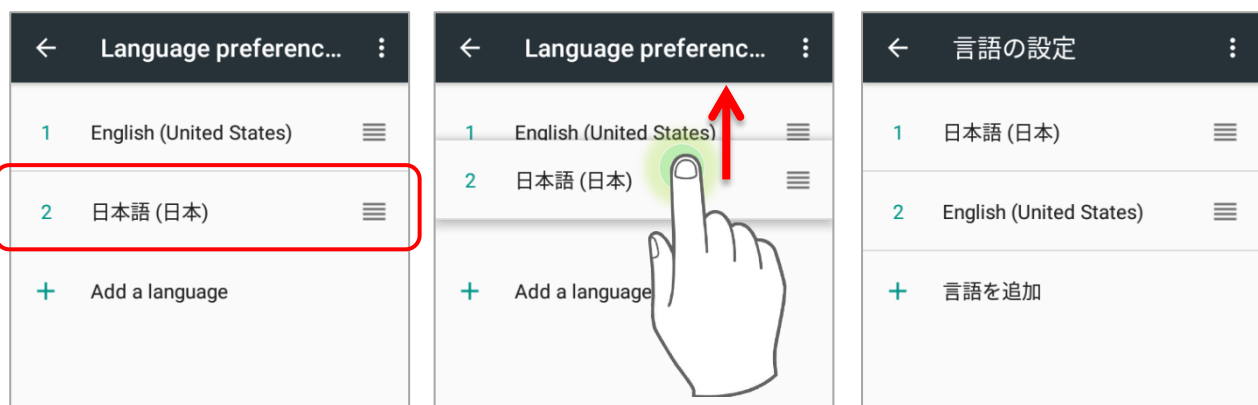 Language preferenc...
1 English (United States)
2 日本語 (日本)
Add a language
Language preferenc...
1 English (United States)
2 日本語 (日本)
Add a language
言語の設定
1 日本語 (日本)
2 English (United States)
言語を追加